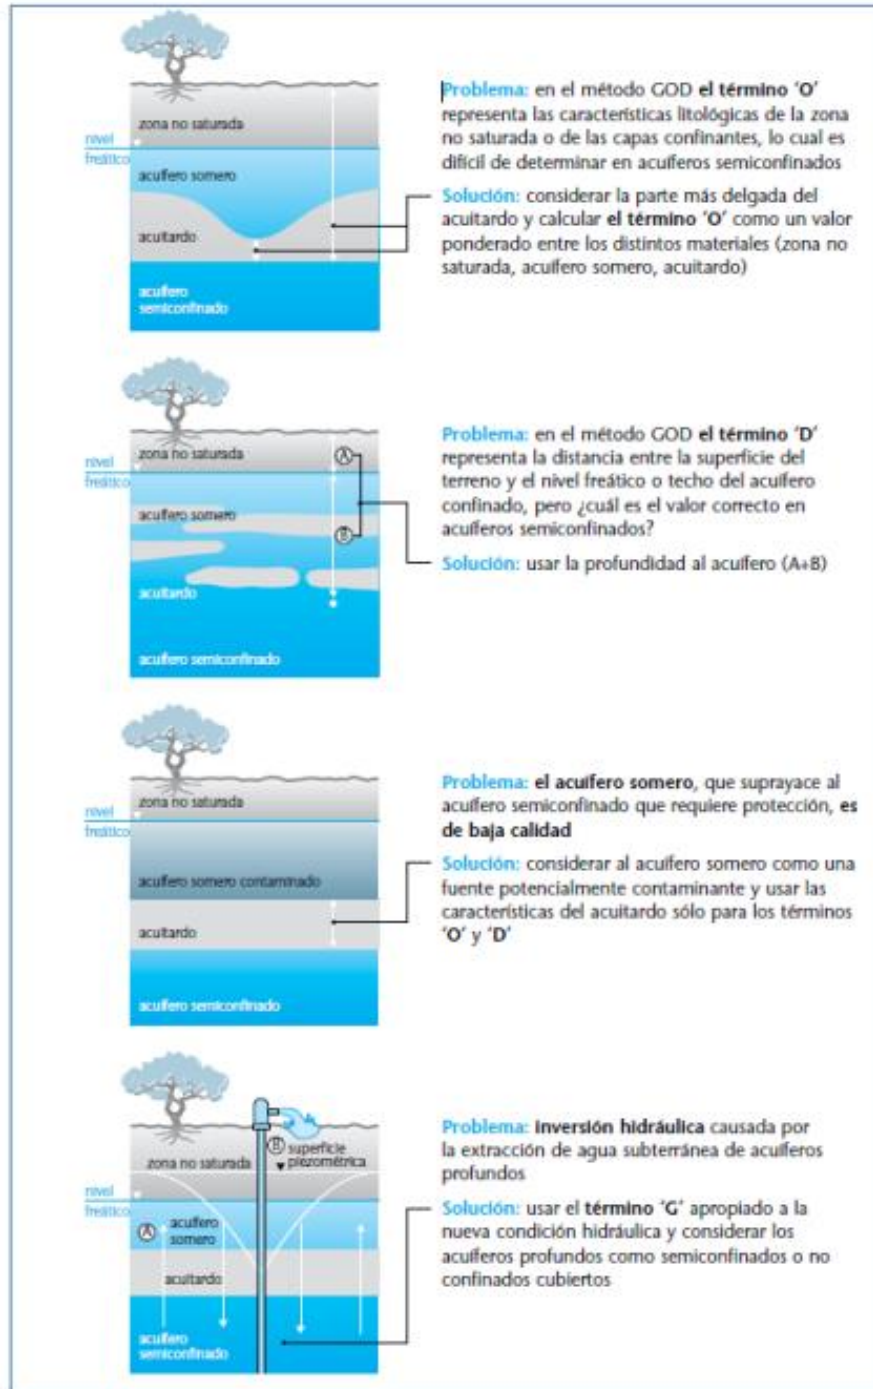 zona no saturada
nivel
freático
acuífero somero
acuitardo
acuífero
semiconfinado
Problema: en el método GOD el término ‘O’
representa las características litológicas de la zona
no saturada o de las capas confinantes, lo cual es
difícil de determinar en acuíferos semiconfinados
Solución: considerar la parte más delgada del
acuitardo y calcular el término ‘O’ como un valor
ponderado entre los distintos materiales (zona no
saturada, acuífero somero, acuitardo)
zona no saturada
nivel
freático
acuífero somero
acuitardo
acuífero semiconfinado
A
B
Problema: en el método GOD el término ‘D’
representa la distancia entre la superficie del
terreno y el nivel freático o techo del acuífero
confinado, pero ¿cuál es el valor correcto en
acuíferos semiconfinados?
Solución: usar la profundidad al acuífero (A+B)
zona no saturada
nivel
freático
acuífero somero contaminado
acuitardo
acuífero semiconfinado
Problema: el acuífero somero, que suprayace al
acuífero semiconfinado que requiere protección, es
de baja calidad
Solución: considerar al acuífero somero como una
fuente potencialmente contaminante y usar las
características del acuitardo sólo para los términos
‘O’ y ‘D’
B superficie
piezométrica
zona no saturada
nivel
freático
A
acuífero
somero
acuitardo
acuífero
semiconfinado
Problema: inversión hidráulica causada por
la extracción de agua subterránea de acuíferos
profundos
Solución: usar el término ‘G’ apropiado a la
nueva condición hidráulica y considerar los
acuíferos profundos como semiconfinados o no
confinados cubiertos